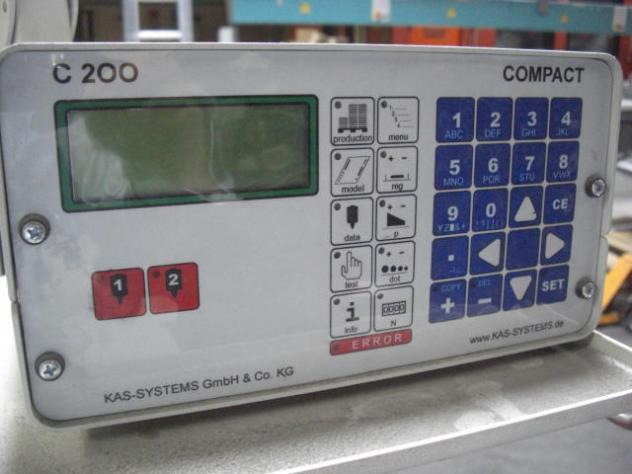 C 200
COMPACT
production
menu
model
+ -
reg
data
+ -
p
test
+ -
dot
i
info
0000
N
ERROR
1
ABC
2
DEF
3
GHI
4
JKL
5
MNO
6
PQR
7
STU
8
VWX
9
0
CE
.
COPY
+
DEL
-
SET
1
2
KAS-SYSTEMS GmbH & Co. KG
www.KAS-SYSTEMS.de